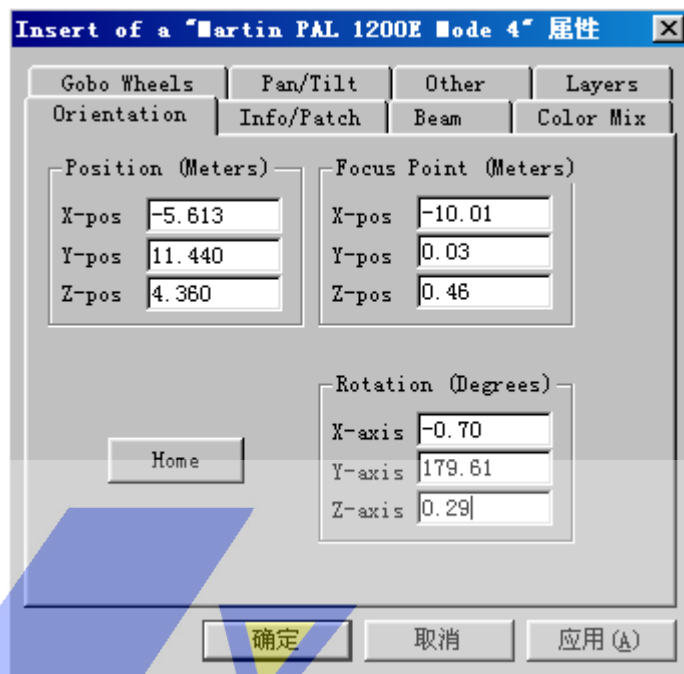 Insert of a "Martin PAL 1200E Mode 4" 属性
Gobo Wheels Pan/Tilt Other Layers
Orientation Info/Patch Beam Color Mix
Position (Meters) Focus Point (Meters)
X-pos -5.613 X-pos -10.01
Y-pos 11.440 Y-pos 0.03
Z-pos 4.360 Z-pos 0.46
Rotation (Degrees)
X-axis -0.70
Home Y-axis 179.61
Z-axis 0.29
确定 取消 应用(A)